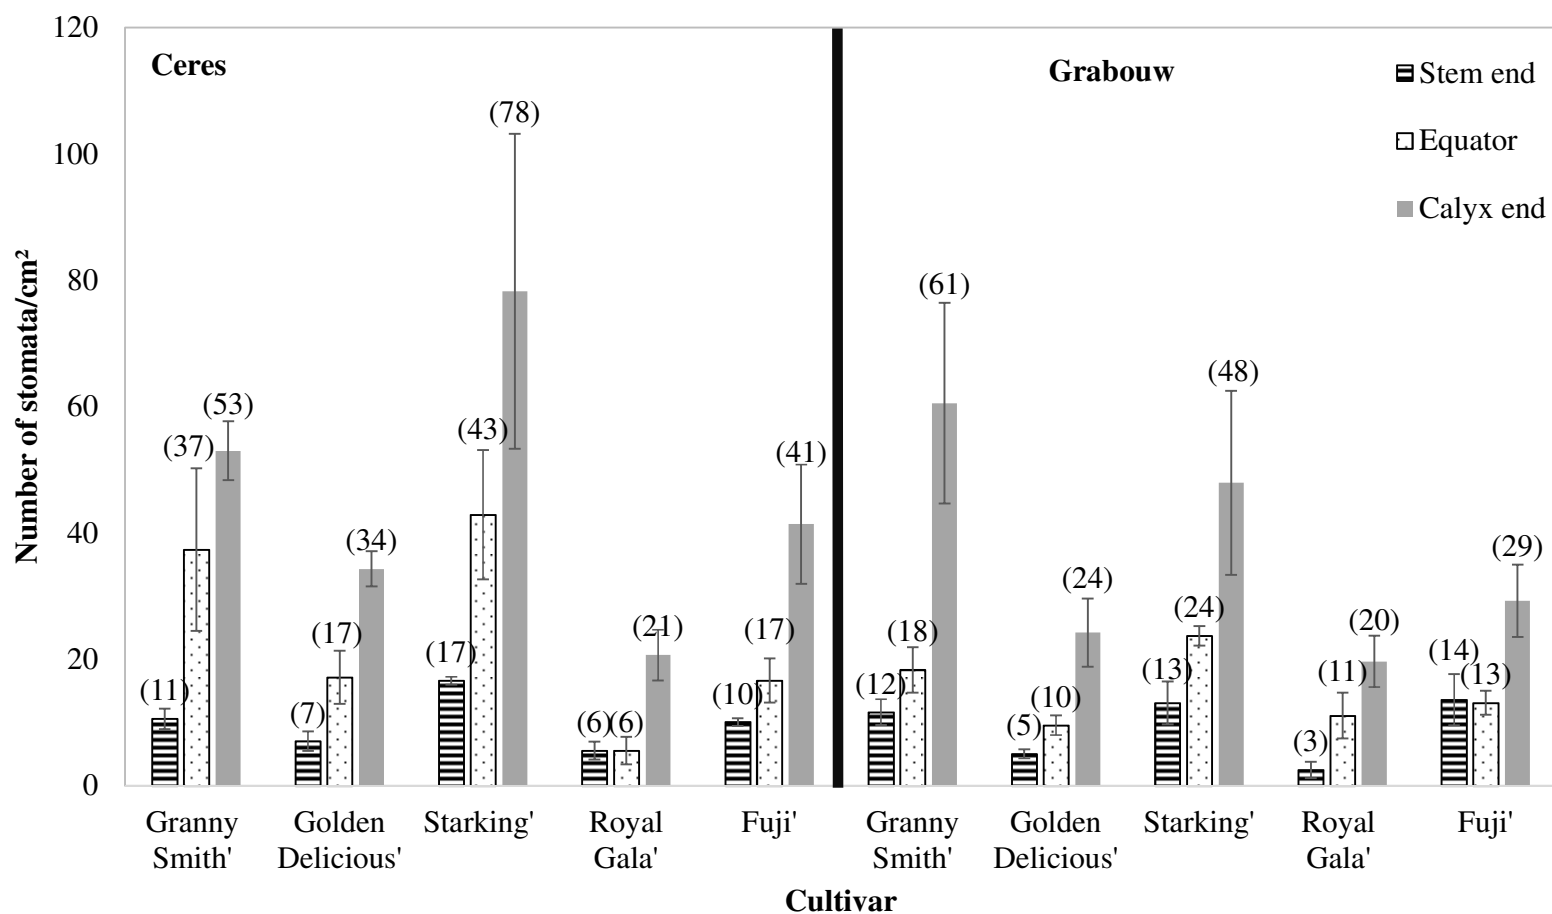 120
100
80
60
40
20
0
Number of stomata/cm²
Ceres
Grabouw
Stem end
Equator
Calyx end
(11)
(37)
(53)
(7)
(17)
(34)
(17)
(43)
(78)
(6)
(6)
(21)
(10)
(17)
(41)
(12)
(18)
(61)
(5)
(10)
(24)
(13)
(24)
(48)
(3)
(11)
(20)
(14)
(13)
(29)
Granny
Smith'
Golden
Delicious'
Starking'
Royal
Gala'
Fuji'
Granny
Smith'
Golden
Delicious'
Starking'
Royal
Gala'
Fuji'
Cultivar